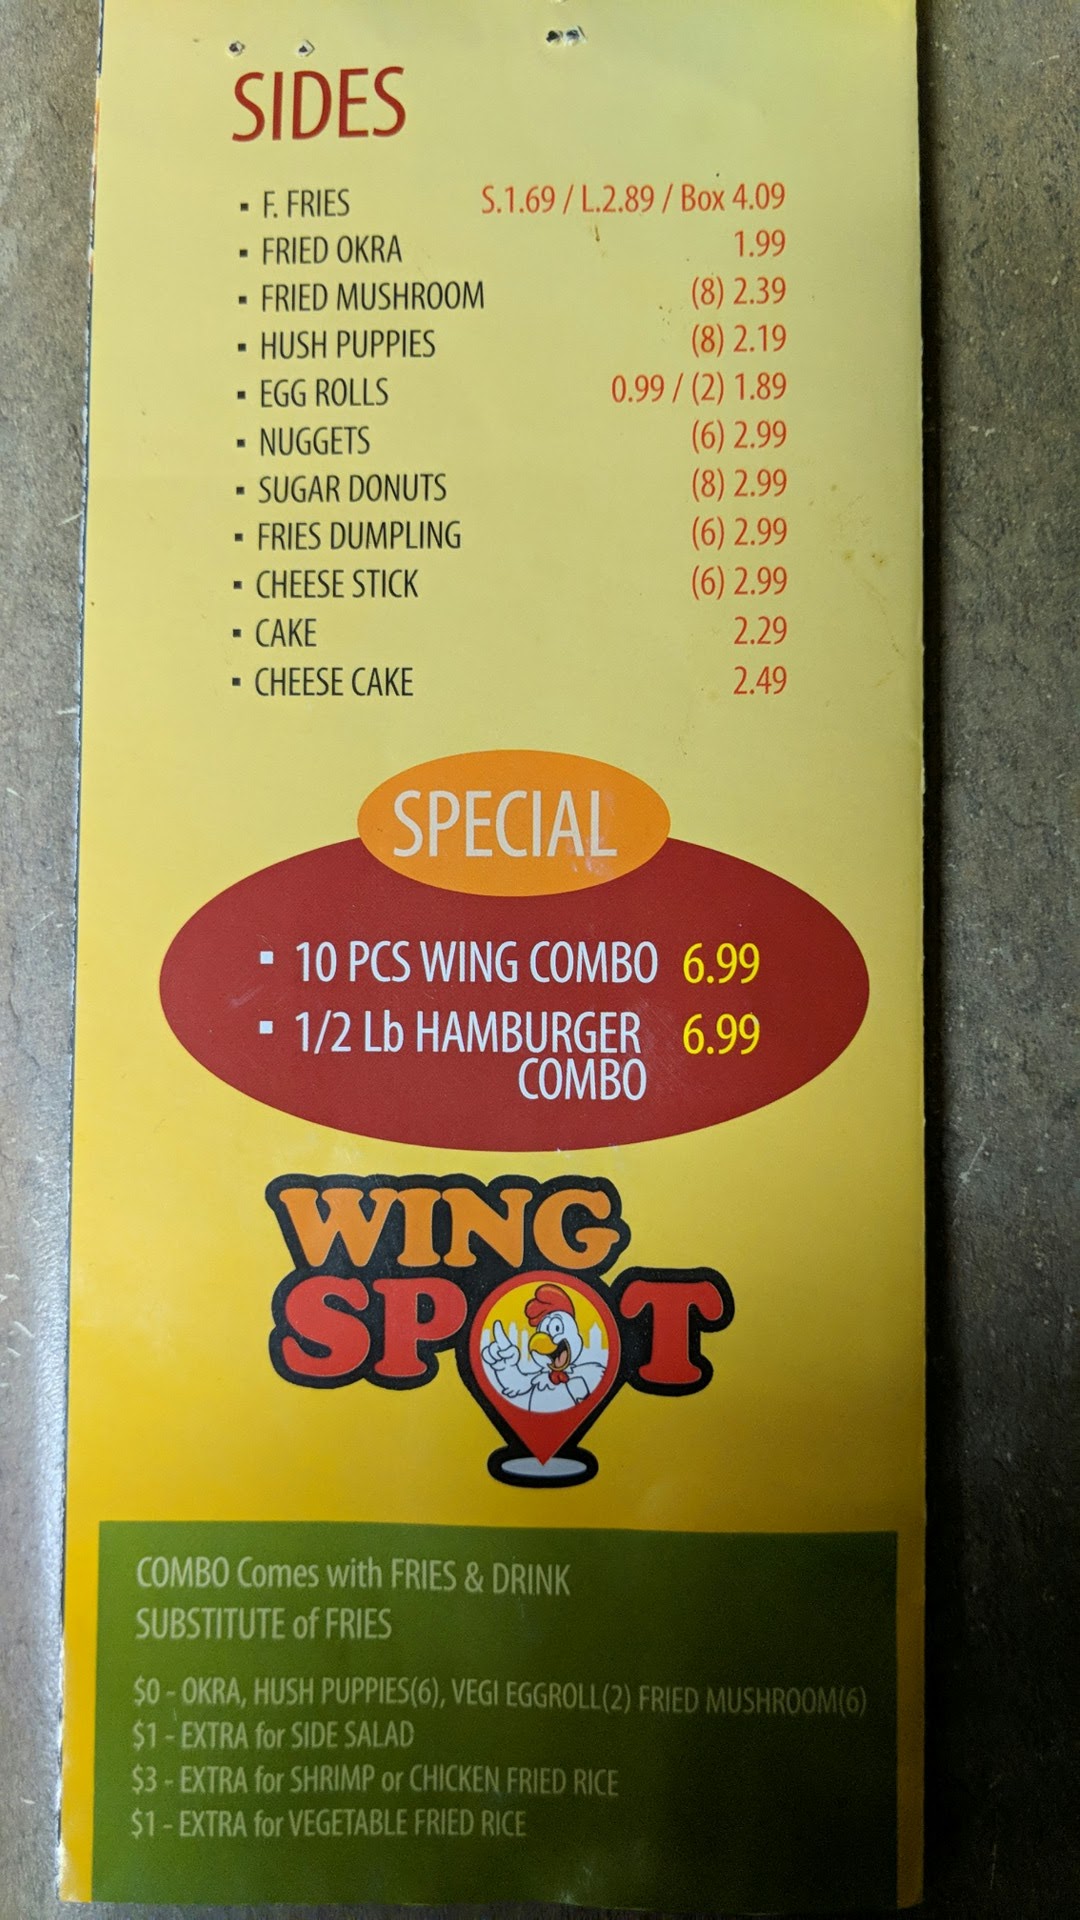 SIDES
▪ F. FRIES S.1.69 / L.2.89 / Box 4.09
▪ FRIED OKRA 1.99
▪ FRIED MUSHROOM (8) 2.39
▪ HUSH PUPPIES (8) 2.19
▪ EGG ROLLS 0.99 / (2) 1.89
▪ NUGGETS (6) 2.99
▪ SUGAR DONUTS (8) 2.99
▪ FRIES DUMPLING (6) 2.99
▪ CHEESE STICK (6) 2.99
▪ CAKE 2.29
▪ CHEESE CAKE 2.49
SPECIAL
▪ 10 PCS WING COMBO 6.99
▪ 1/2 Lb HAMBURGER 6.99
COMBO
WING
SPOT
COMBO Comes with FRIES & DRINK
SUBSTITUTE of FRIES
$0 - OKRA, HUSH PUPPIES(6), VEGI EGGROLL(2) FRIED MUSHROOM(6)
$1 - EXTRA for SIDE SALAD
$3 - EXTRA for SHRIMP or CHICKEN FRIED RICE
$1 - EXTRA for VEGETABLE FRIED RICE